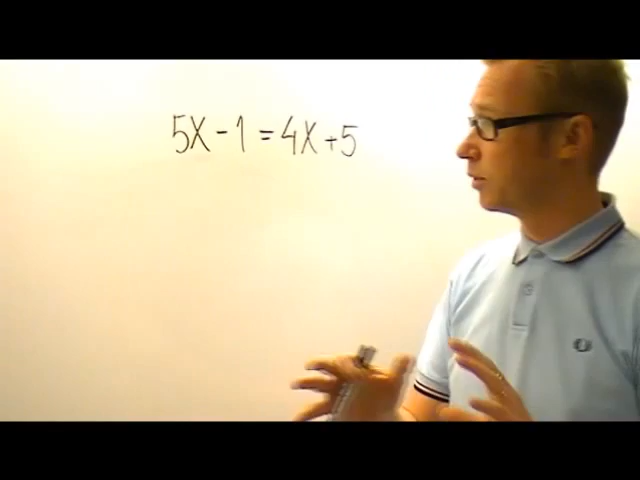 5X - 1 = 4X + 5